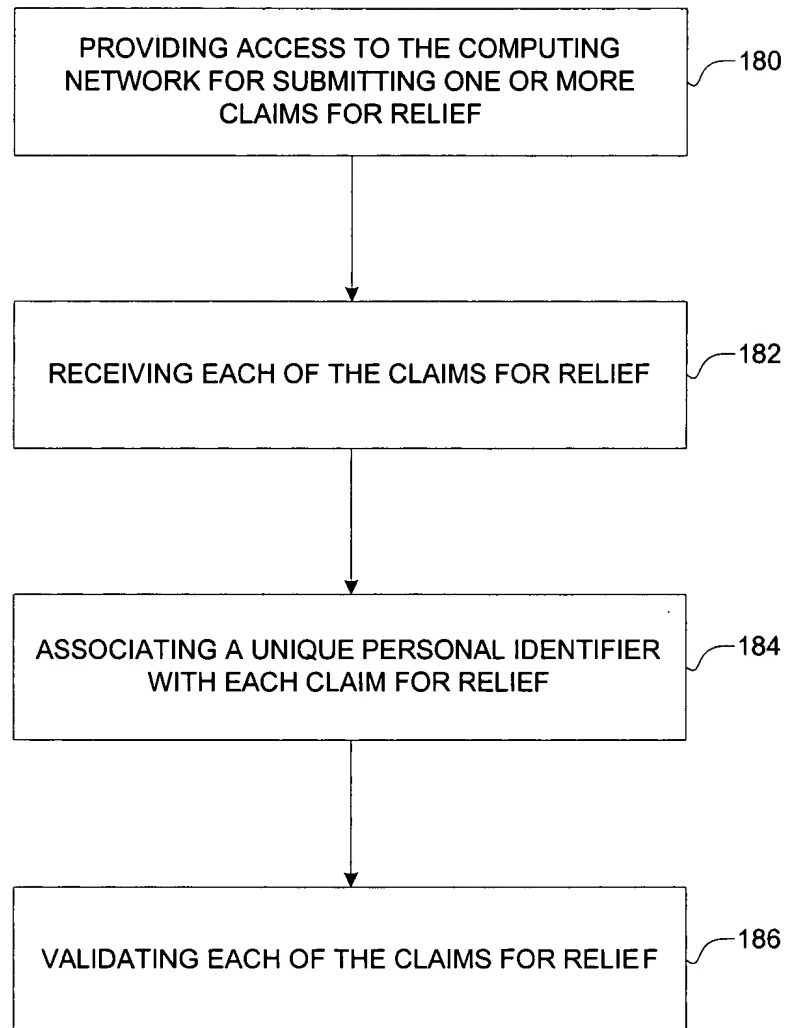 PROVIDING ACCESS TO THE COMPUTING
NETWORK FOR SUBMITTING ONE OR MORE
CLAIMS FOR RELIEF
180
RECEIVING EACH OF THE CLAIMS FOR RELIEF
182
ASSOCIATING A UNIQUE PERSONAL IDENTIFIER
WITH EACH CLAIM FOR RELIEF
184
VALIDATING EACH OF THE CLAIMS FOR RELIEF
186